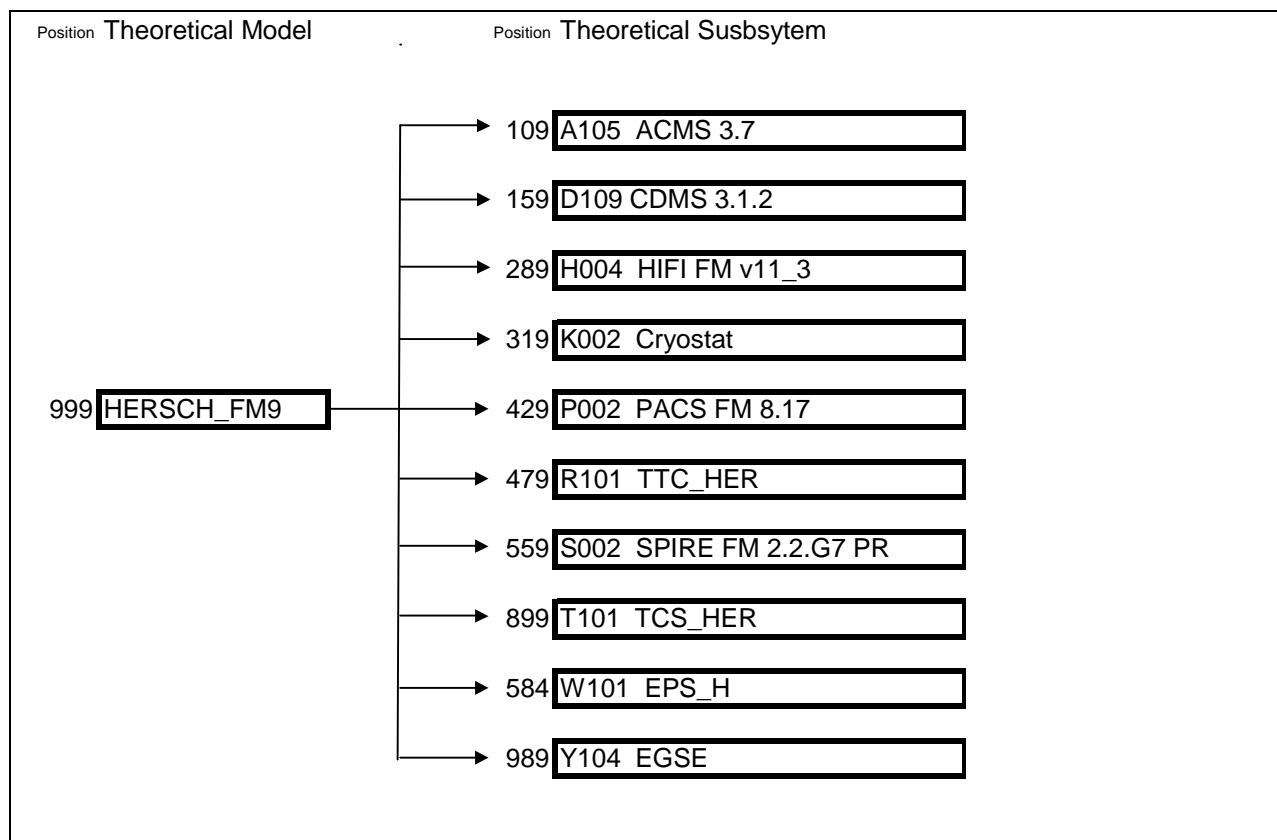 Position Theoretical Model Position Theoretical Susbsytem
109 A105 ACMS 3.7
159 D109 CDMS 3.1.2
289 H004 HIFI FM v11_3
319 K002 Cryostat
999 HERSCH_FM9 429 P002 PACS FM 8.17
479 R101 TTC_HER
559 S002 SPIRE FM 2.2.G7 PR
899 T101 TCS_HER
584 W101 EPS_H
989 Y104 EGSE